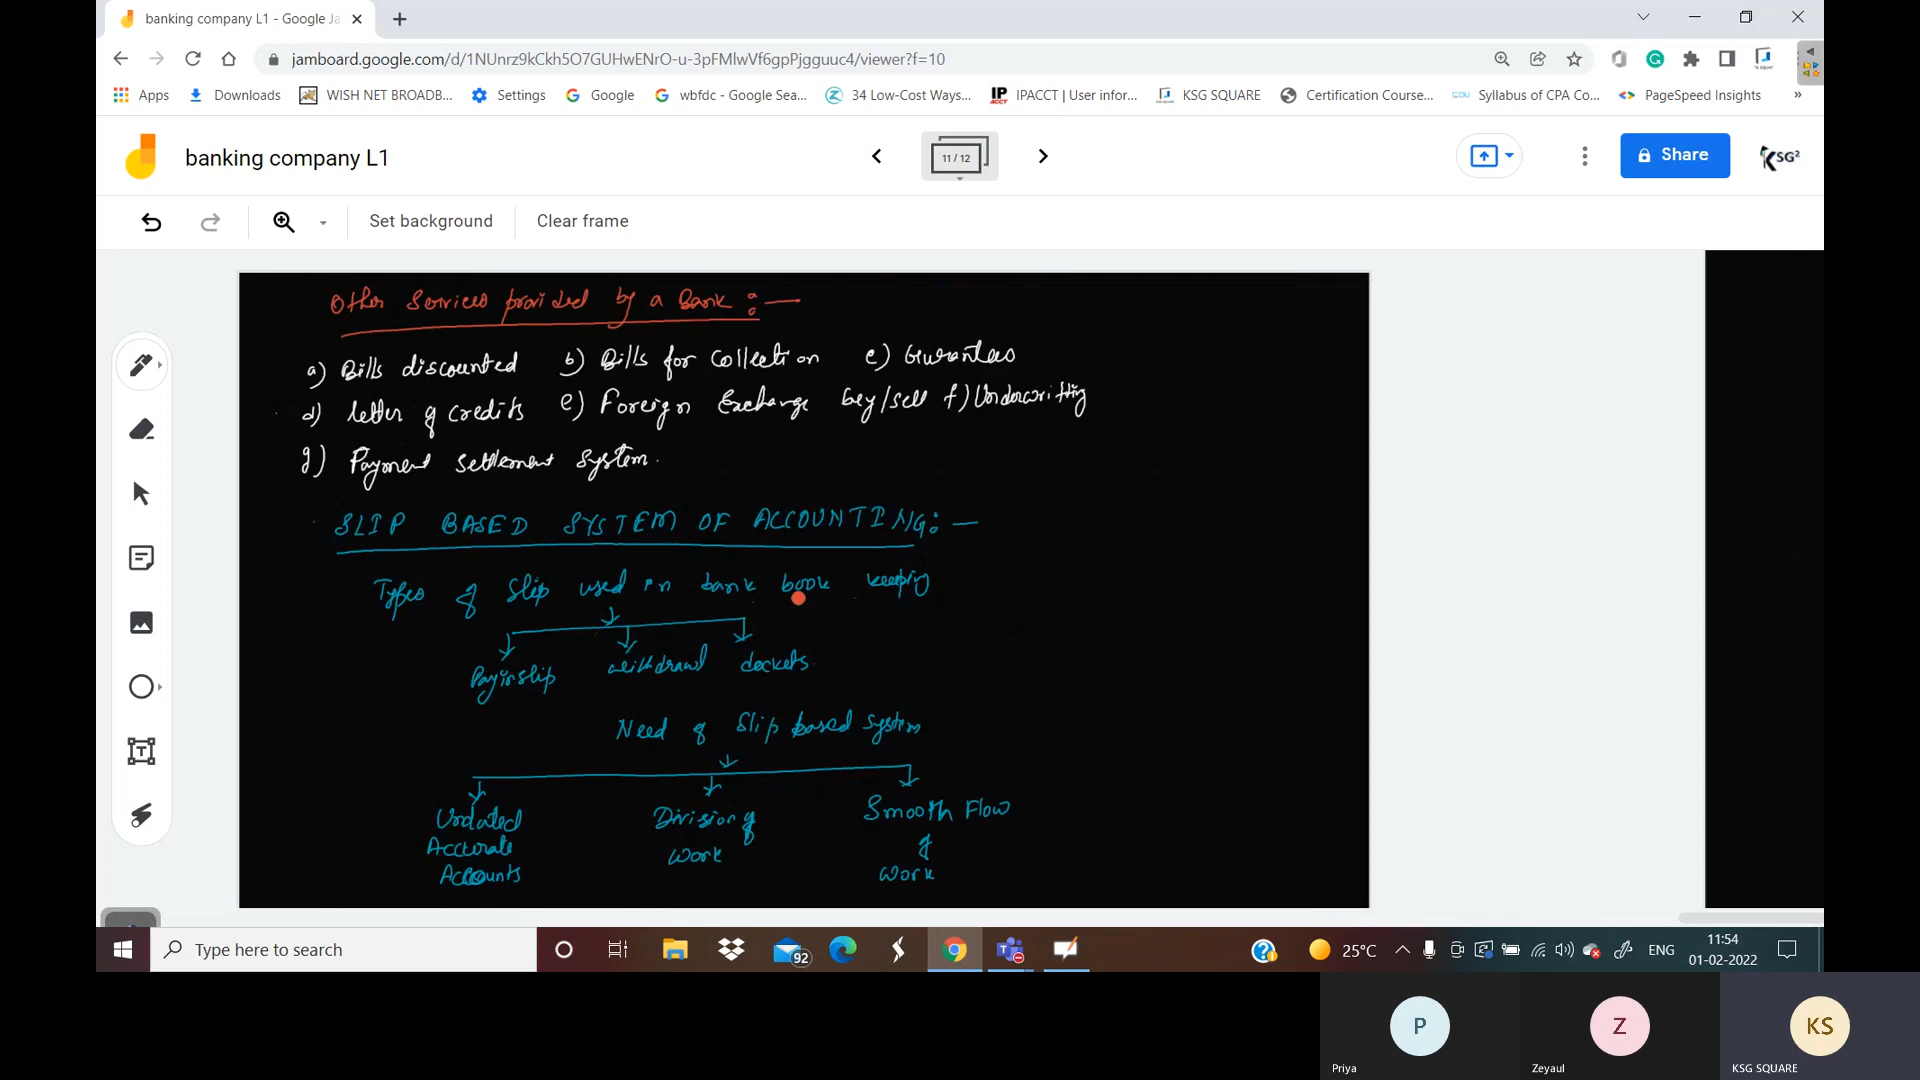 banking company L1 - Google Ja
jamboard.google.com/d/1NUnrz9kCkh5O7GUHwENrO-u-3pFMlwVf6gpPjgguuc4/viewer?f=10
Apps Downloads WISH NET BROADB... Settings Google wbfdc - Google Sea... 34 Low-Cost Ways... IPACCT | User infor... KSG SQUARE Certification Course... Syllabus of CPA Co... PageSpeed Insights »
banking company L1
11 / 12
Share
KSG²
Set background Clear frame
Other Services provided by a Bank :—
a) Bills discounted b) Bills for Collection c) Gurantees
d) letter of credits e) Foreign Exchange buy/sell f) Underwritting
g) Payment Settlement System.
SLIP BASED SYSTEM OF ACCOUNTING:—
Types of Slip used in bank book keeping
Payinslip withdrawl dockets
Need of Slip based System
Updated Division of Smooth Flow
Accurate Work of
Accounts Work
Type here to search
92
25°C
ENG
11:54
01-02-2022
P Z KS
Priya Zeyaul KSG SQUARE